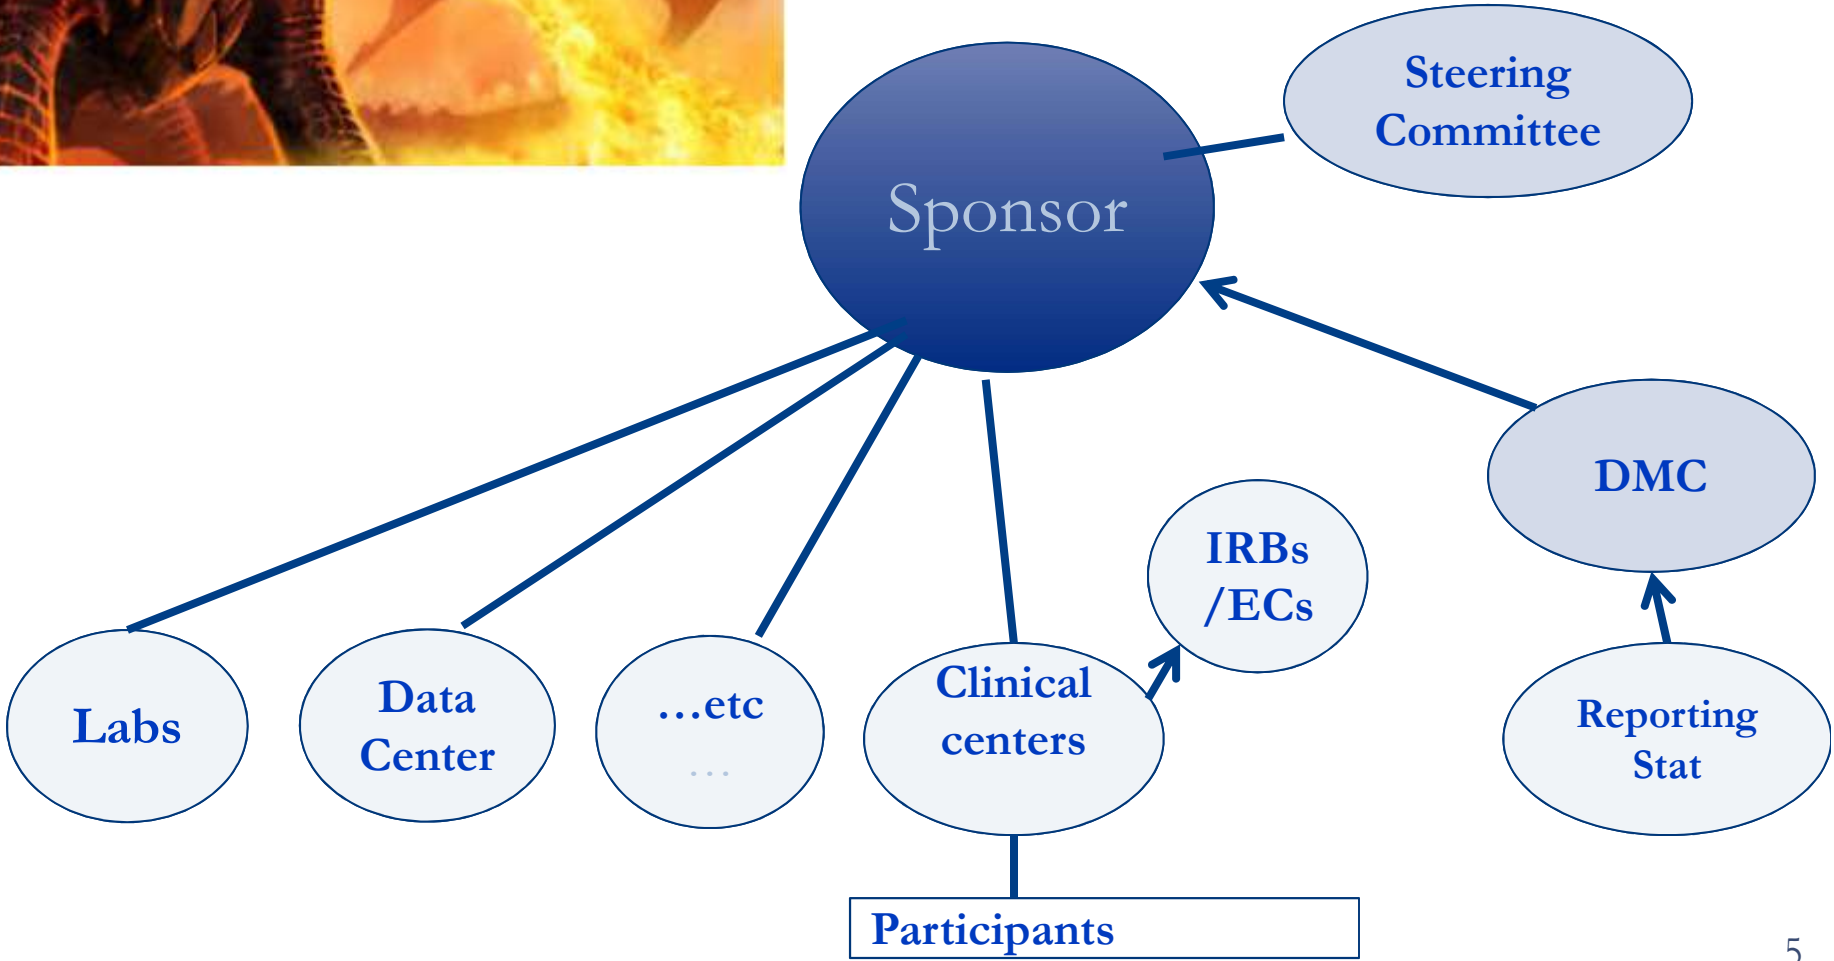 Steering
Committee
Sponsor
DMC
IRBs
/ECs
Labs
Data
Center
…etc
…
Clinical
centers
Reporting
Stat
Participants
5